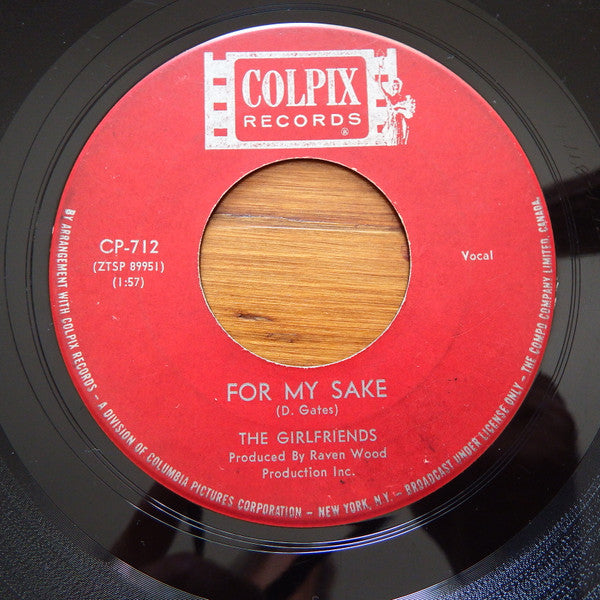 COLPIX
RECORDS ®
CP-712
(ZTSP 89951)
(1:57)
Vocal
FOR MY SAKE
(D. Gates)
THE GIRLFRIENDS
Produced By Raven Wood
Production Inc.
BY ARRANGEMENT WITH COLPIX RECORDS – A DIVISION OF COLUMBIA PICTURES CORPORATION – NEW YORK, N.Y. – BROADCAST UNDER LICENSE ONLY – THE COMPO COMPANY LIMITED, CANADA.